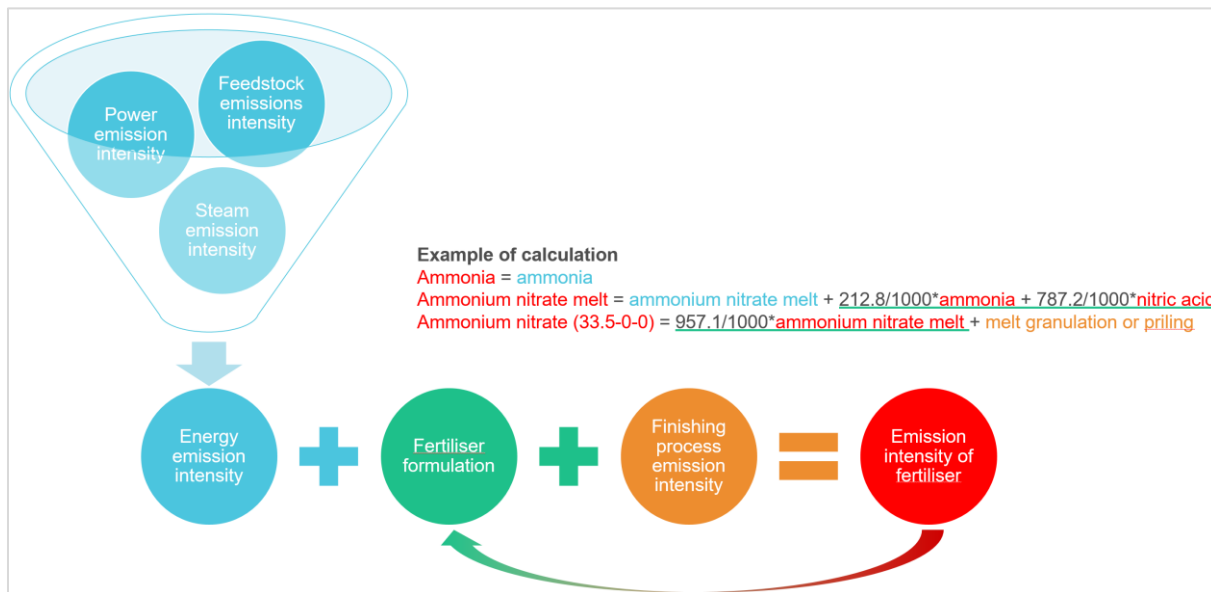 Power
emission
intensity
Feedstock
emissions
intensity
Steam
emission
intensity
Example of calculation
Ammonia = ammonia
Ammonium nitrate melt = ammonium nitrate melt + 212.8/1000*ammonia + 787.2/1000*nitric acid
Ammonium nitrate (33.5-0-0) = 957.1/1000*ammonium nitrate melt + melt granulation or priling
Energy
emission
intensity
Fertiliser
formulation
Finishing
process
emission
intensity
Emission
intensity of
fertiliser